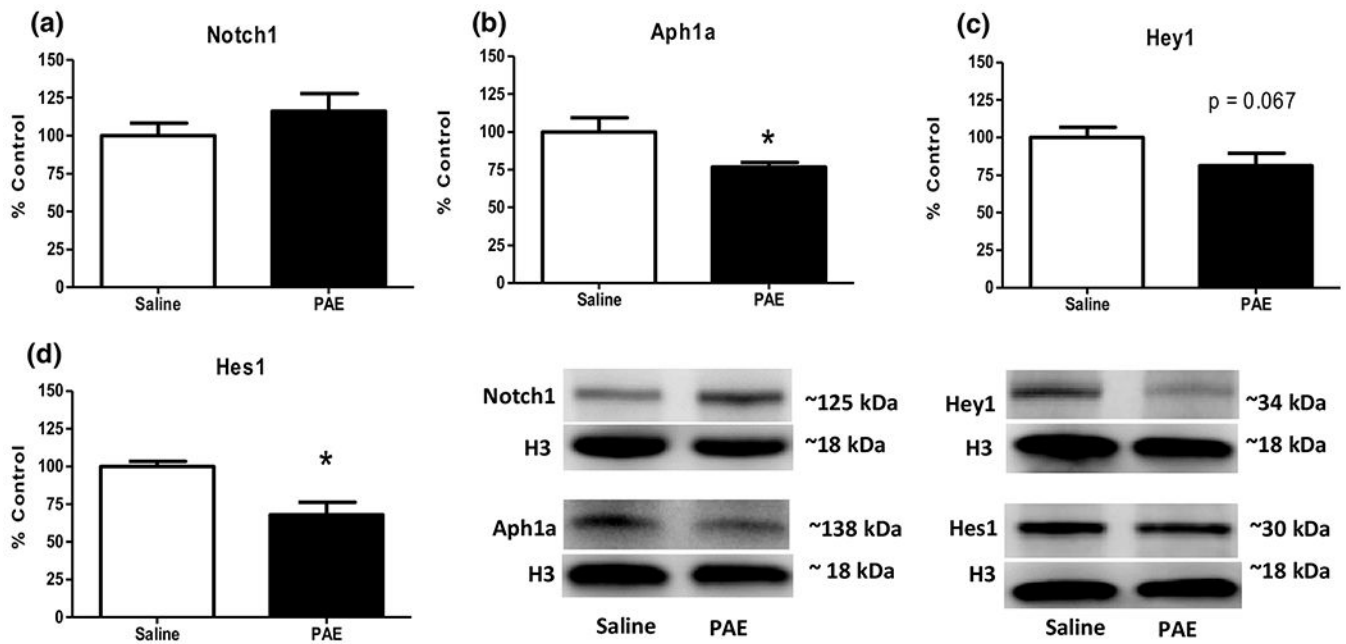 (a)
Notch1
% Control
150
125
100
75
50
25
0
Saline PAE
(b)
Aph1a
% Control
150
125
100
75
50
25
0
*
Saline PAE
(c)
Hey1
% Control
150
125
100
75
50
25
0
p = 0.067
Saline PAE
(d)
Hes1
% Control
150
125
100
75
50
25
0
*
Saline PAE
Notch1 ~125 kDa
H3 ~18 kDa
Aph1a ~138 kDa
H3 ~ 18 kDa
Saline PAE
Hey1 ~34 kDa
H3 ~18 kDa
Hes1 ~30 kDa
H3 ~18 kDa
Saline PAE